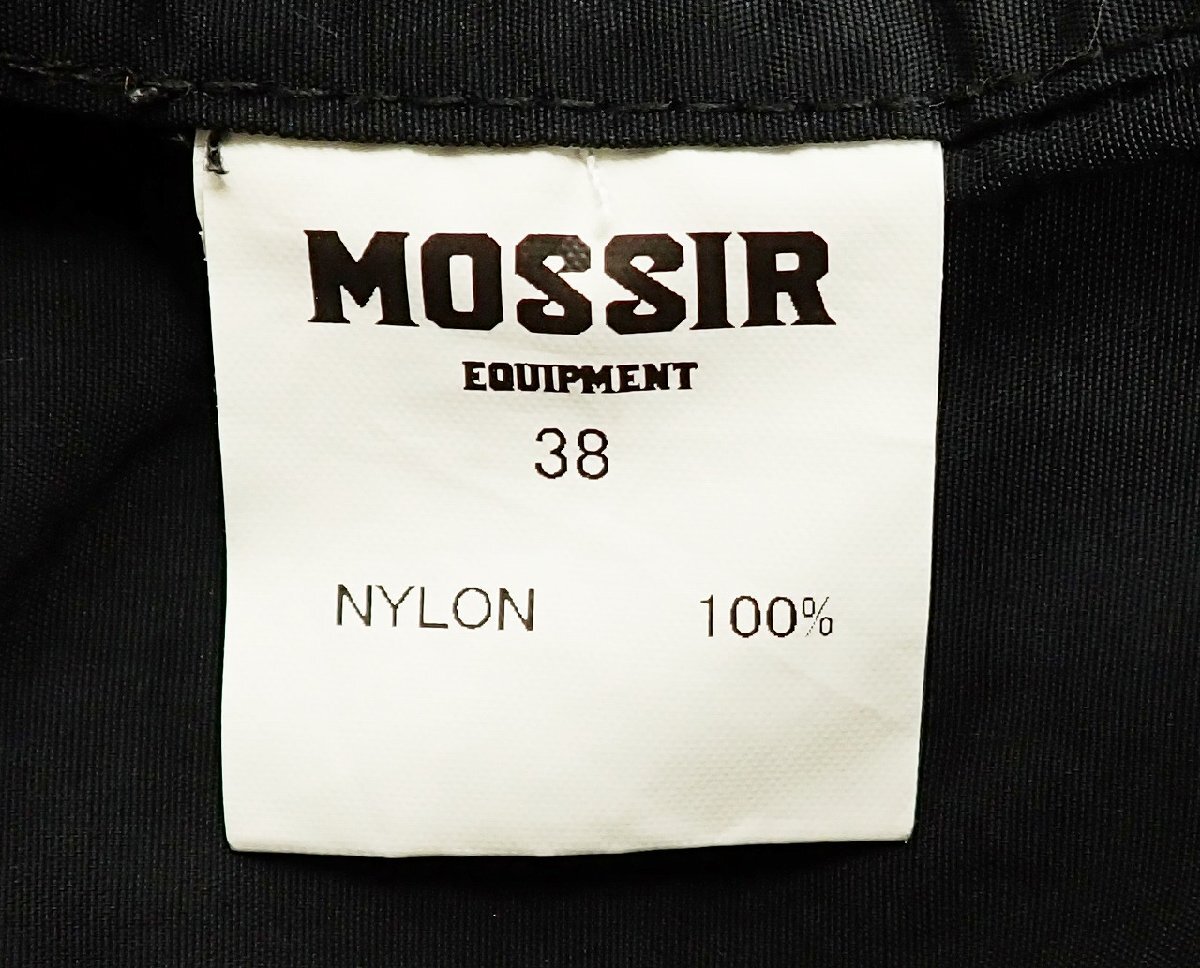 MOSSIR
EQUIPMENT
38
NYLON 100%